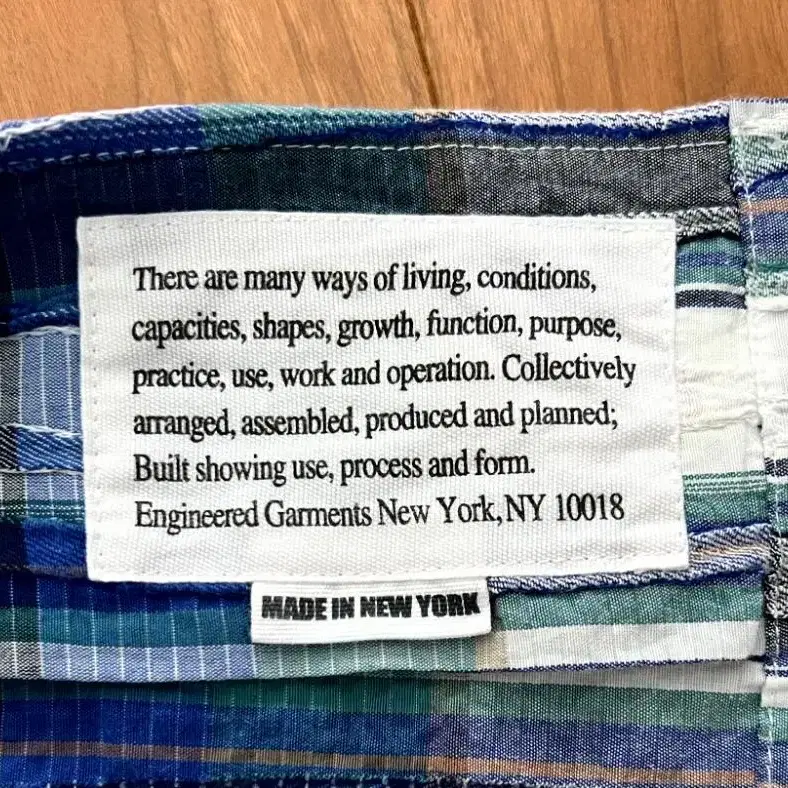 There are many ways of living, conditions,
capacities, shapes, growth, function, purpose,
practice, use, work and operation. Collectively
arranged, assembled, produced and planned;
Built showing use, process and form.
Engineered Garments New York, NY 10018
MADE IN NEW YORK